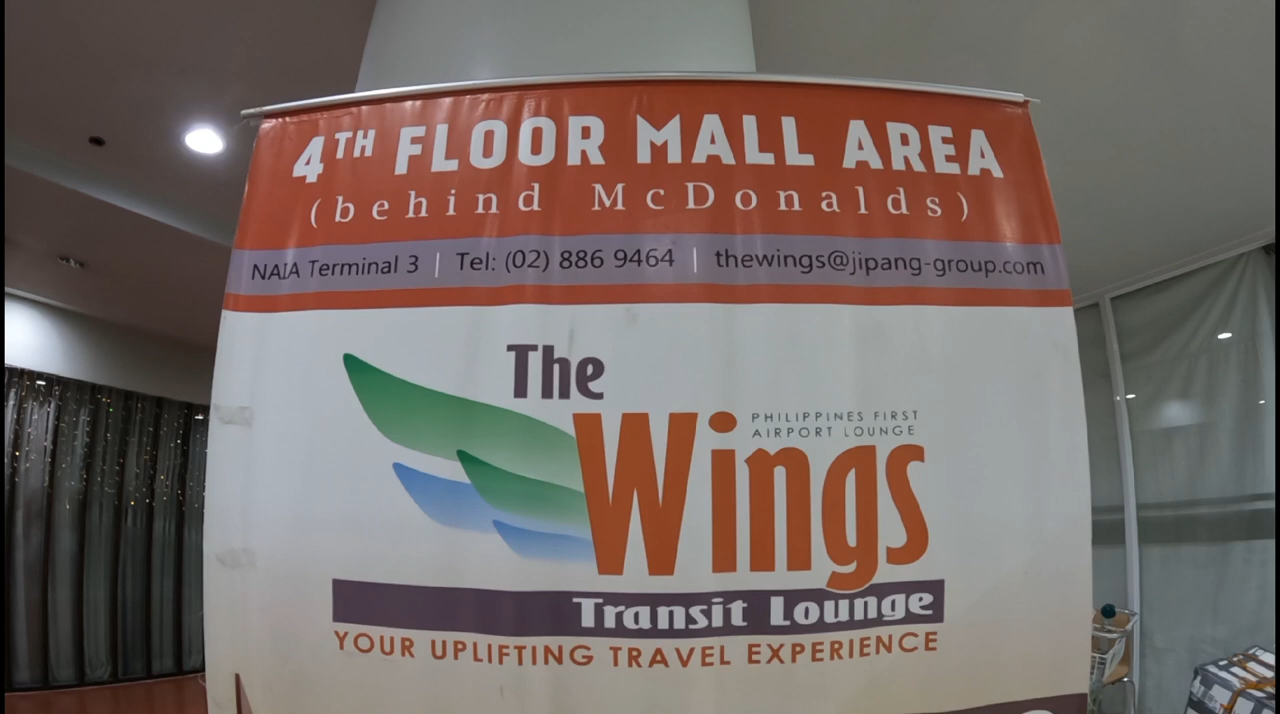 4TH FLOOR MALL AREA
(behind McDonalds)
NAIA Terminal 3 | Tel: (02) 886 9464 | thewings@jipang-group.com
The
Wings
PHILIPPINES FIRST
AIRPORT LOUNGE
Transit Lounge
YOUR UPLIFTING TRAVEL EXPERIENCE